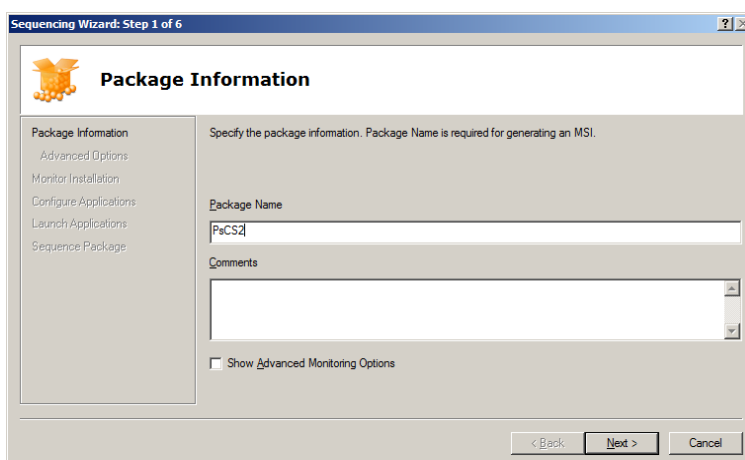 Sequencing Wizard: Step 1 of 6
Package Information
Package Information
Advanced Options
Monitor Installation
Configure Applications
Launch Applications
Sequence Package
Specify the package information. Package Name is required for generating an MSI.
Package Name
PsCS2
Comments
Show Advanced Monitoring Options
< Back
Next >
Cancel